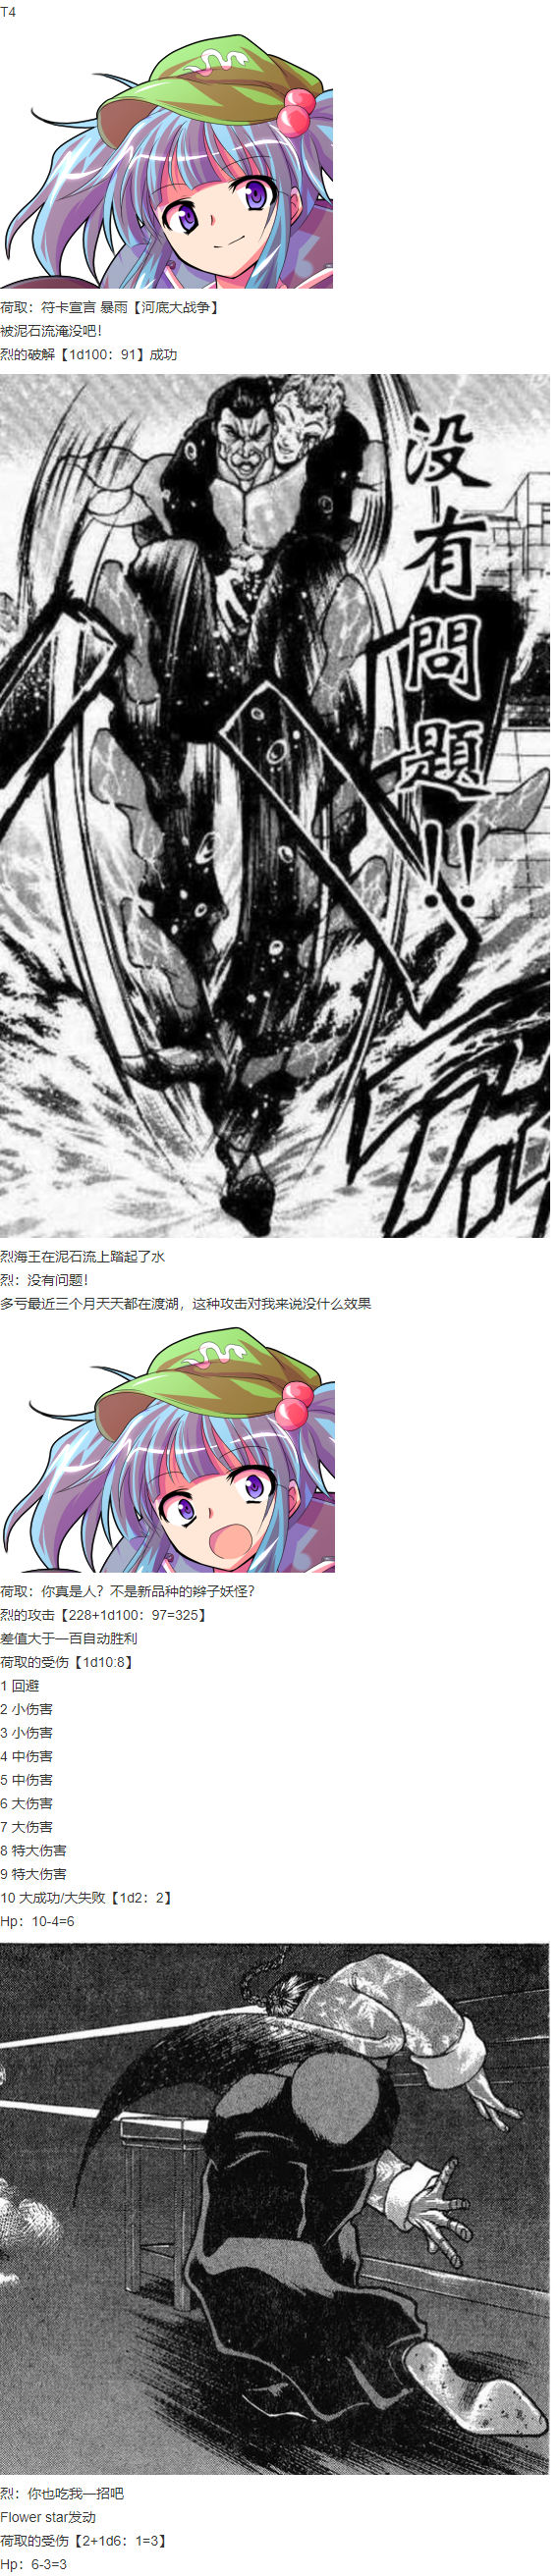 T4
荷取：符卡宣言 暴雨【河底大战争】
被泥石流淹没吧！
烈的破解【1d100：91】成功
没有問題!!
烈海王在泥石流上踏起了水
烈：没有问题！
多亏最近三个月天天都在渡湖，这种攻击对我来说没什么效果
荷取：你真是人？不是新品种的辫子妖怪？
烈的攻击【228+1d100：97=325】
差值大于一百自动胜利
荷取的受伤【1d10:8】
1 回避
2 小伤害
3 小伤害
4 中伤害
5 中伤害
6 大伤害
7 大伤害
8 特大伤害
9 特大伤害
10 大成功/大失败【1d2：2】
Hp：10-4=6
烈：你也吃我一招吧
Flower star发动
荷取的受伤【2+1d6：1=3】
Hp：6-3=3